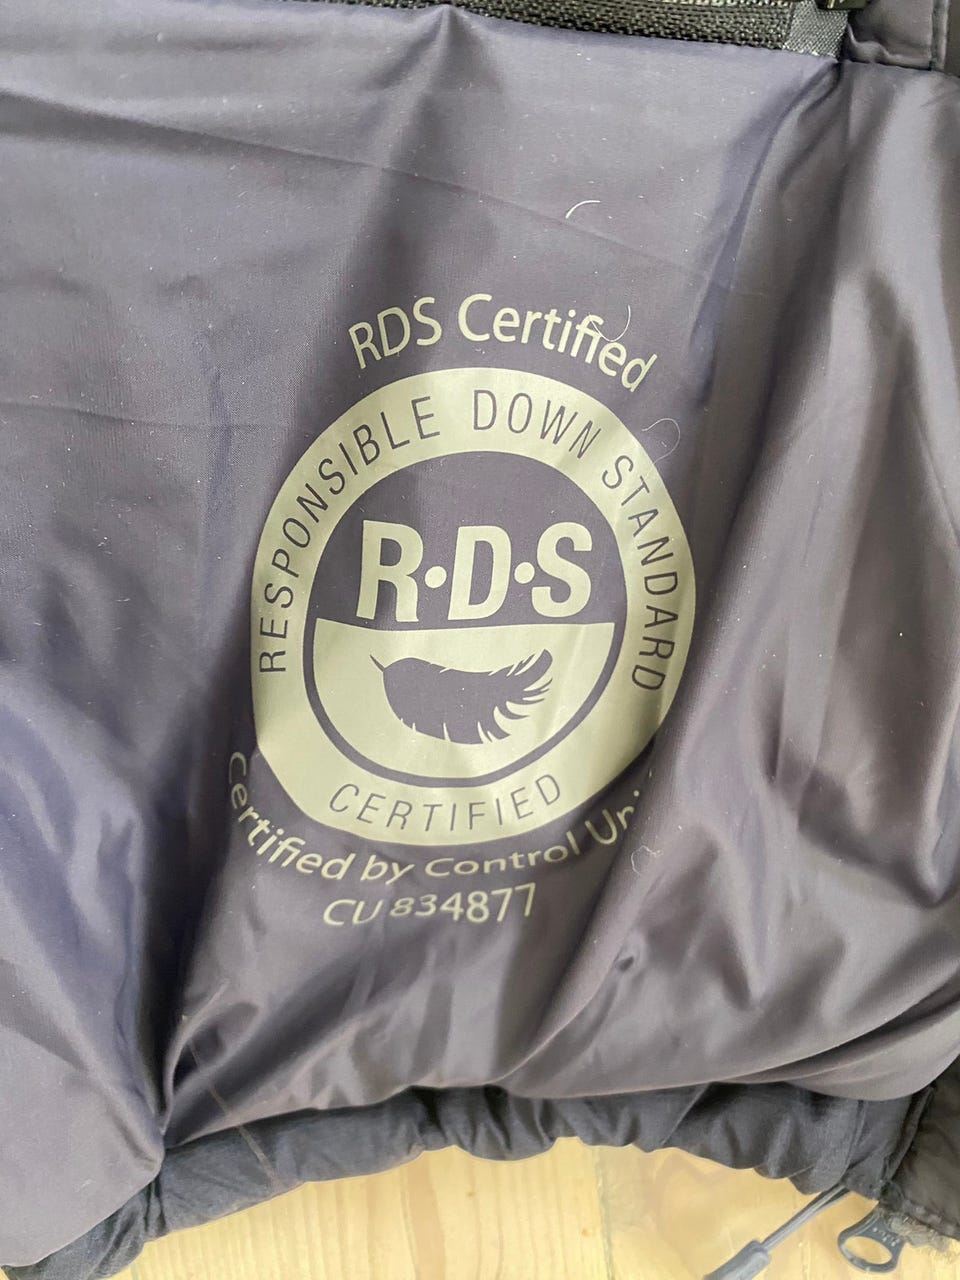 RDS Certified
RESPONSIBLE DOWN STANDARD
R·D·S
CERTIFIED
Certified by Control
CU 834877